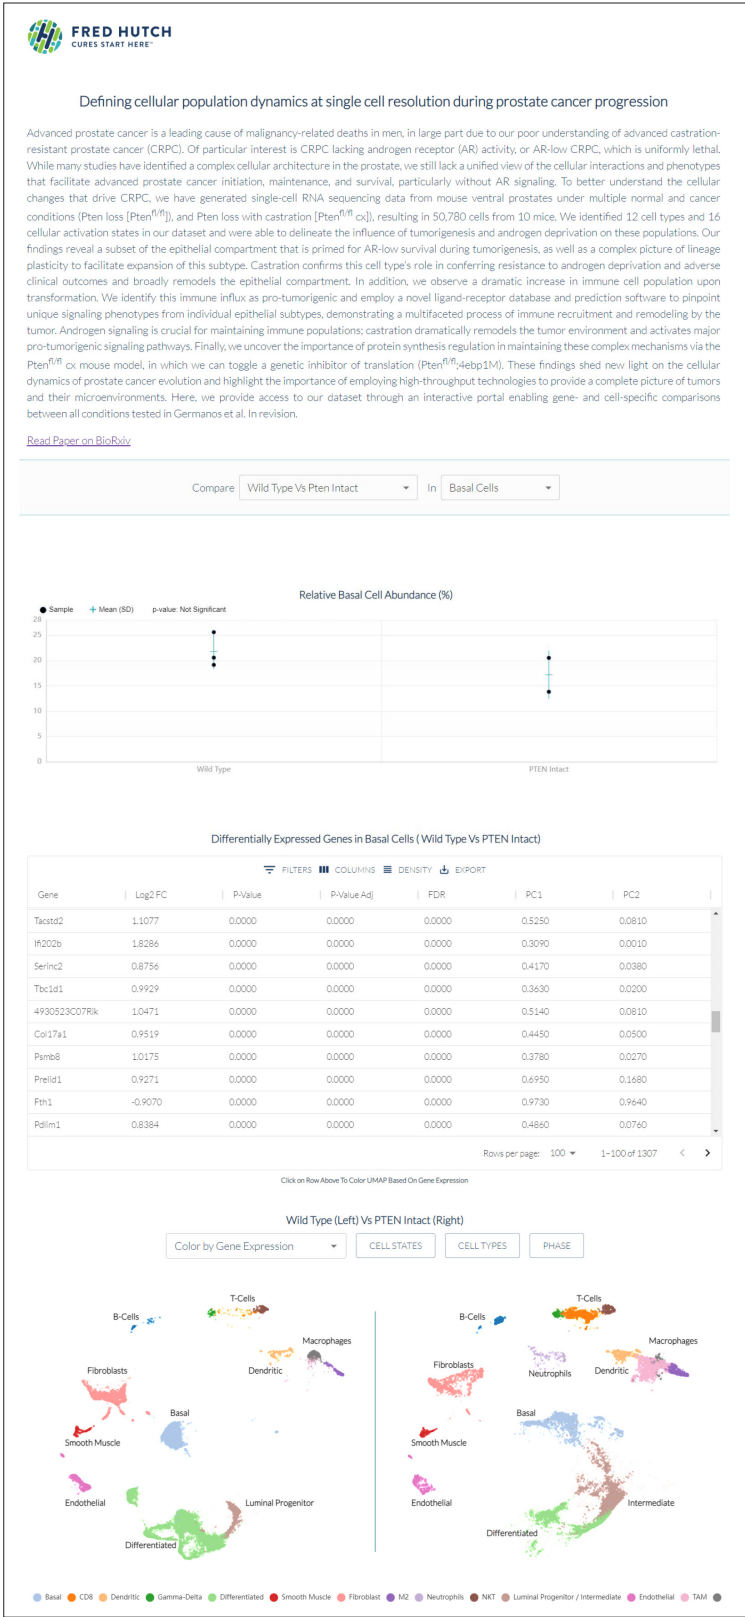 FRED HUTCH
CURES START HERE™
Defining cellular population dynamics at single cell resolution during prostate cancer progression
Advanced prostate cancer is a leading cause of malignancy-related deaths in men, in large part due to our poor understanding of advanced castration-
resistant prostate cancer (CRPC). Of particular interest is CRPC lacking androgen receptor (AR) activity, or AR-low CRPC, which is uniformly lethal.
While many studies have identified a complex cellular architecture in the prostate, we still lack a unified view of the cellular interactions and phenotypes
that facilitate advanced prostate cancer initiation, maintenance, and survival, particularly without AR signaling. To better understand the cellular
changes that drive CRPC, we have generated single-cell RNA sequencing data from mouse ventral prostates under multiple normal and cancer
conditions (Pten loss [Pten^fl/fl]), and Pten loss with castration [Pten^fl/fl cx]), resulting in 50,780 cells from 10 mice. We identified 12 cell types and 16
cellular activation states in our dataset and were able to delineate the influence of tumorigenesis and androgen deprivation on these populations. Our
findings reveal a subset of the epithelial compartment that is primed for AR-low survival during tumorigenesis, as well as a complex picture of lineage
plasticity to facilitate expansion of this subtype. Castration confirms this cell type's role in conferring resistance to androgen deprivation and adverse
clinical outcomes and broadly remodels the epithelial compartment. In addition, we observe a dramatic increase in immune cell population upon
transformation. We identify this immune influx as pro-tumorigenic and employ a novel ligand-receptor database and prediction software to pinpoint
unique signaling phenotypes from individual epithelial subtypes, demonstrating a multifaceted process of immune recruitment and remodeling by the
tumor. Androgen signaling is crucial for maintaining immune populations; castration dramatically remodels the tumor environment and activates major
pro-tumorigenic signaling pathways. Finally, we uncover the importance of protein synthesis regulation in maintaining these complex mechanisms via the
Pten^fl/fl cx mouse model, in which we can toggle a genetic inhibitor of translation (Pten^fl/fl;4ebp1M). These findings shed new light on the cellular
dynamics of prostate cancer evolution and highlight the importance of employing high-throughput technologies to provide a complete picture of tumors
and their microenvironments. Here, we provide access to our dataset through an interactive portal enabling gene- and cell-specific comparisons
between all conditions tested in Germanos et al. In revision.
Read Paper on BioRxiv
Compare Wild Type Vs Pten Intact In Basal Cells
Relative Basal Cell Abundance (%)
Sample Mean (SD) p-value: Not Significant
28
25
20
15
10
5
0
Wild Type PTEN Intact
Differentially Expressed Genes in Basal Cells ( Wild Type Vs PTEN Intact)
FILTERS COLUMNS DENSITY EXPORT
Gene Log2 FC P-Value P-Value Adj FDR PC1 PC2
Tacstd2 1.1077 0.0000 0.0000 0.0000 0.5250 0.0810
Ifi202b 1.8286 0.0000 0.0000 0.0000 0.3090 0.0010
Serinc2 0.8756 0.0000 0.0000 0.0000 0.4170 0.0380
Tbc1d1 0.9929 0.0000 0.0000 0.0000 0.3630 0.0200
4930523C07Rik 1.0471 0.0000 0.0000 0.0000 0.5140 0.0810
Col17a1 0.9519 0.0000 0.0000 0.0000 0.4450 0.0500
Psmb8 1.0175 0.0000 0.0000 0.0000 0.3780 0.0270
Prelid1 0.9271 0.0000 0.0000 0.0000 0.6950 0.1680
Fth1 -0.9070 0.0000 0.0000 0.0000 0.9730 0.9640
Pdlim1 0.8384 0.0000 0.0000 0.0000 0.4860 0.0760
Rows per page: 100 1–100 of 1307
Click on Row Above To Color UMAP Based On Gene Expression
Wild Type (Left) Vs PTEN Intact (Right)
Color by Gene Expression CELL STATES CELL TYPES PHASE
T-Cells
B-Cells
Macrophages
Dendritic
Fibroblasts
Basal
Smooth Muscle
Endothelial
Luminal Progenitor
Differentiated
T-Cells
B-Cells
Macrophages
Fibroblasts
Neutrophils
Dendritic
Basal
Smooth Muscle
Endothelial
Intermediate
Differentiated
Basal CD8 Dendritic Gamma-Delta Differentiated Smooth Muscle Fibroblast M2 Neutrophils NKT Luminal Progenitor / Intermediate Endothelial TAM